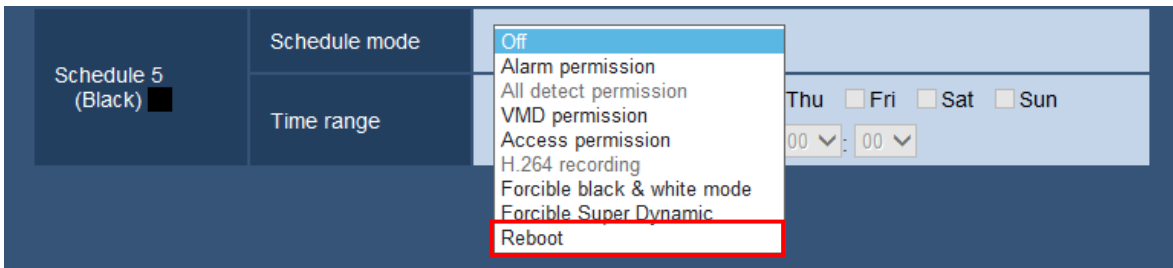 Schedule 5
(Black)
Schedule mode
Off
Alarm permission
All detect permission
VMD permission
Access permission
H.264 recording
Forcible black & white mode
Forcible Super Dynamic
Reboot
Time range
Thu Fri Sat Sun
00 : 00